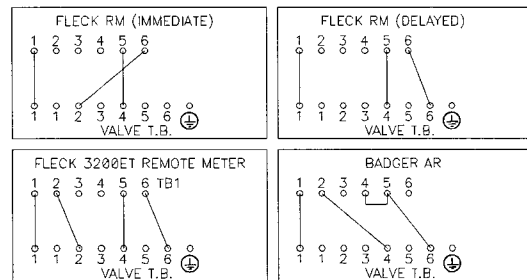 FLECK RM (IMMEDIATE)
1 2 3 4 5 6
1 1 2 3 4 5 6
VALVE T.B.
FLECK RM (DELAYED)
1 2 3 4 5 6
1 1 2 3 4 5 6
VALVE T.B.
FLECK 3200ET REMOTE METER
1 2 3 4 5 6 TB1
1 1 2 3 4 5 6
VALVE T.B.
BADGER AR
1 2 3 4 5 6
1 1 2 3 4 5 6
VALVE T.B.